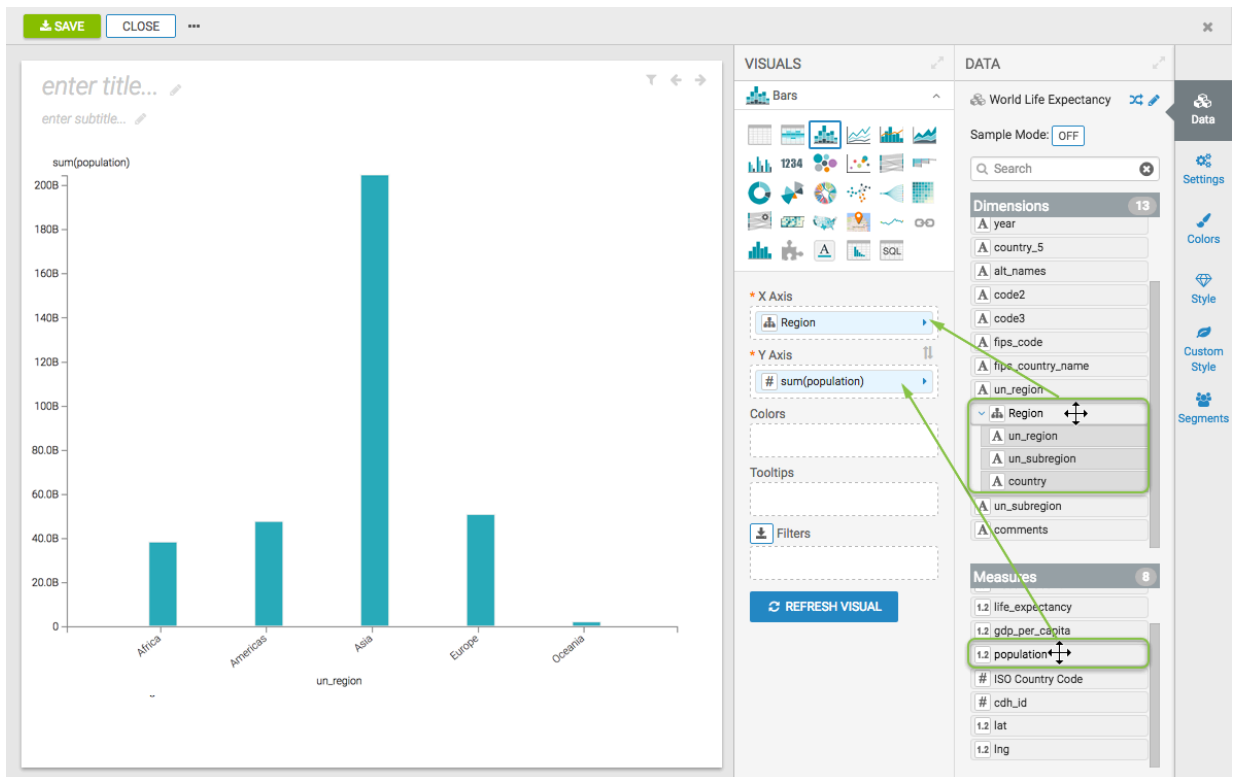 SAVE CLOSE
enter title...
enter subtitle...
sum(population)
200B
180B
160B
140B
120B
100B
80.0B
60.0B
40.0B
20.0B
0
Africa Americas Asia Europe Oceania
un_region
VISUALS
Bars
1234
A SQL
* X Axis
Region
* Y Axis
# sum(population)
Colors
Tooltips
Filters
REFRESH VISUAL
DATA
World Life Expectancy
Sample Mode: OFF
Search
Dimensions 13
A year
A country_5
A alt_names
A code2
A code3
A fips_code
A fips_country_name
A un_region
Region
A un_region
A un_subregion
A country
A un_subregion
A comments
Measures 8
1.2 life_expectancy
1.2 gdp_per_capita
1.2 population
# ISO Country Code
# cdh_id
1.2 lat
1.2 lng
Data
Settings
Colors
Style
Custom
Style
Segments